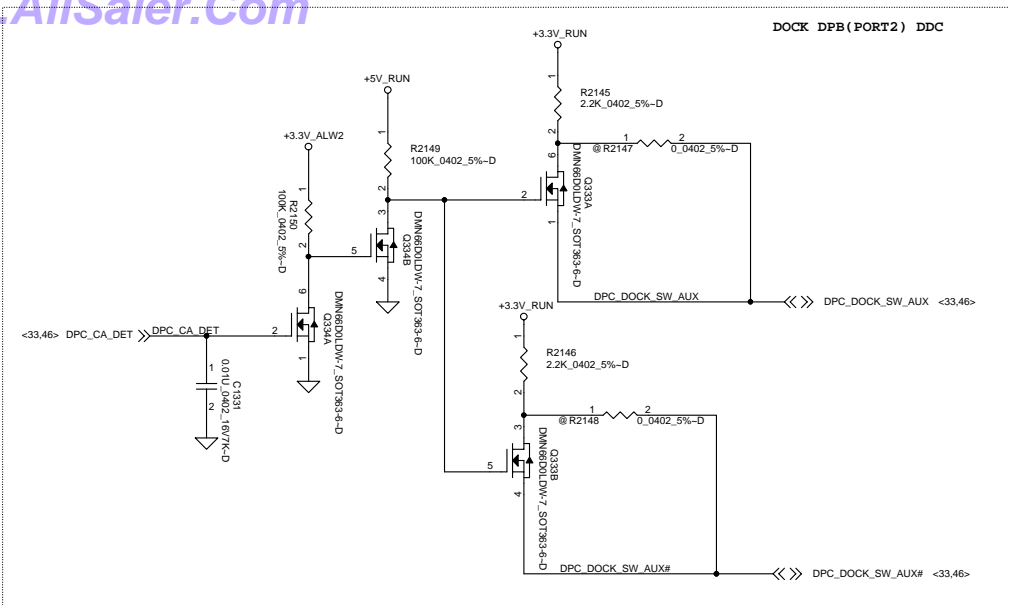 .AllSaler.Com
DOCK DPB(PORT2) DDC
+3.3V_RUN
1
R2145
2.2K_0402_5%~D
2
1
2
@R2147
0_0402_5%~D
+5V_RUN
1
R2149
100K_0402_5%~D
2
+3.3V_ALW2
1
R2150
100K_0402_5%~D
2
6
2
1
Q333A
DMN66D0LDW-7_SOT363-6~D
3
5
4
Q334B
DMN66D0LDW-7_SOT363-6~D
6
2
1
Q334A
DMN66D0LDW-7_SOT363-6~D
DPC_DOCK_SW_AUX
DPC_DOCK_SW_AUX <33,46>
<33,46> DPC_CA_DET
DPC_CA_DET
1
C1331
0.01U_0402_16V7K~D
2
+3.3V_RUN
1
R2146
2.2K_0402_5%~D
2
1
2
@R2148
0_0402_5%~D
3
5
4
Q333B
DMN66D0LDW-7_SOT363-6~D
DPC_DOCK_SW_AUX#
DPC_DOCK_SW_AUX# <33,46>